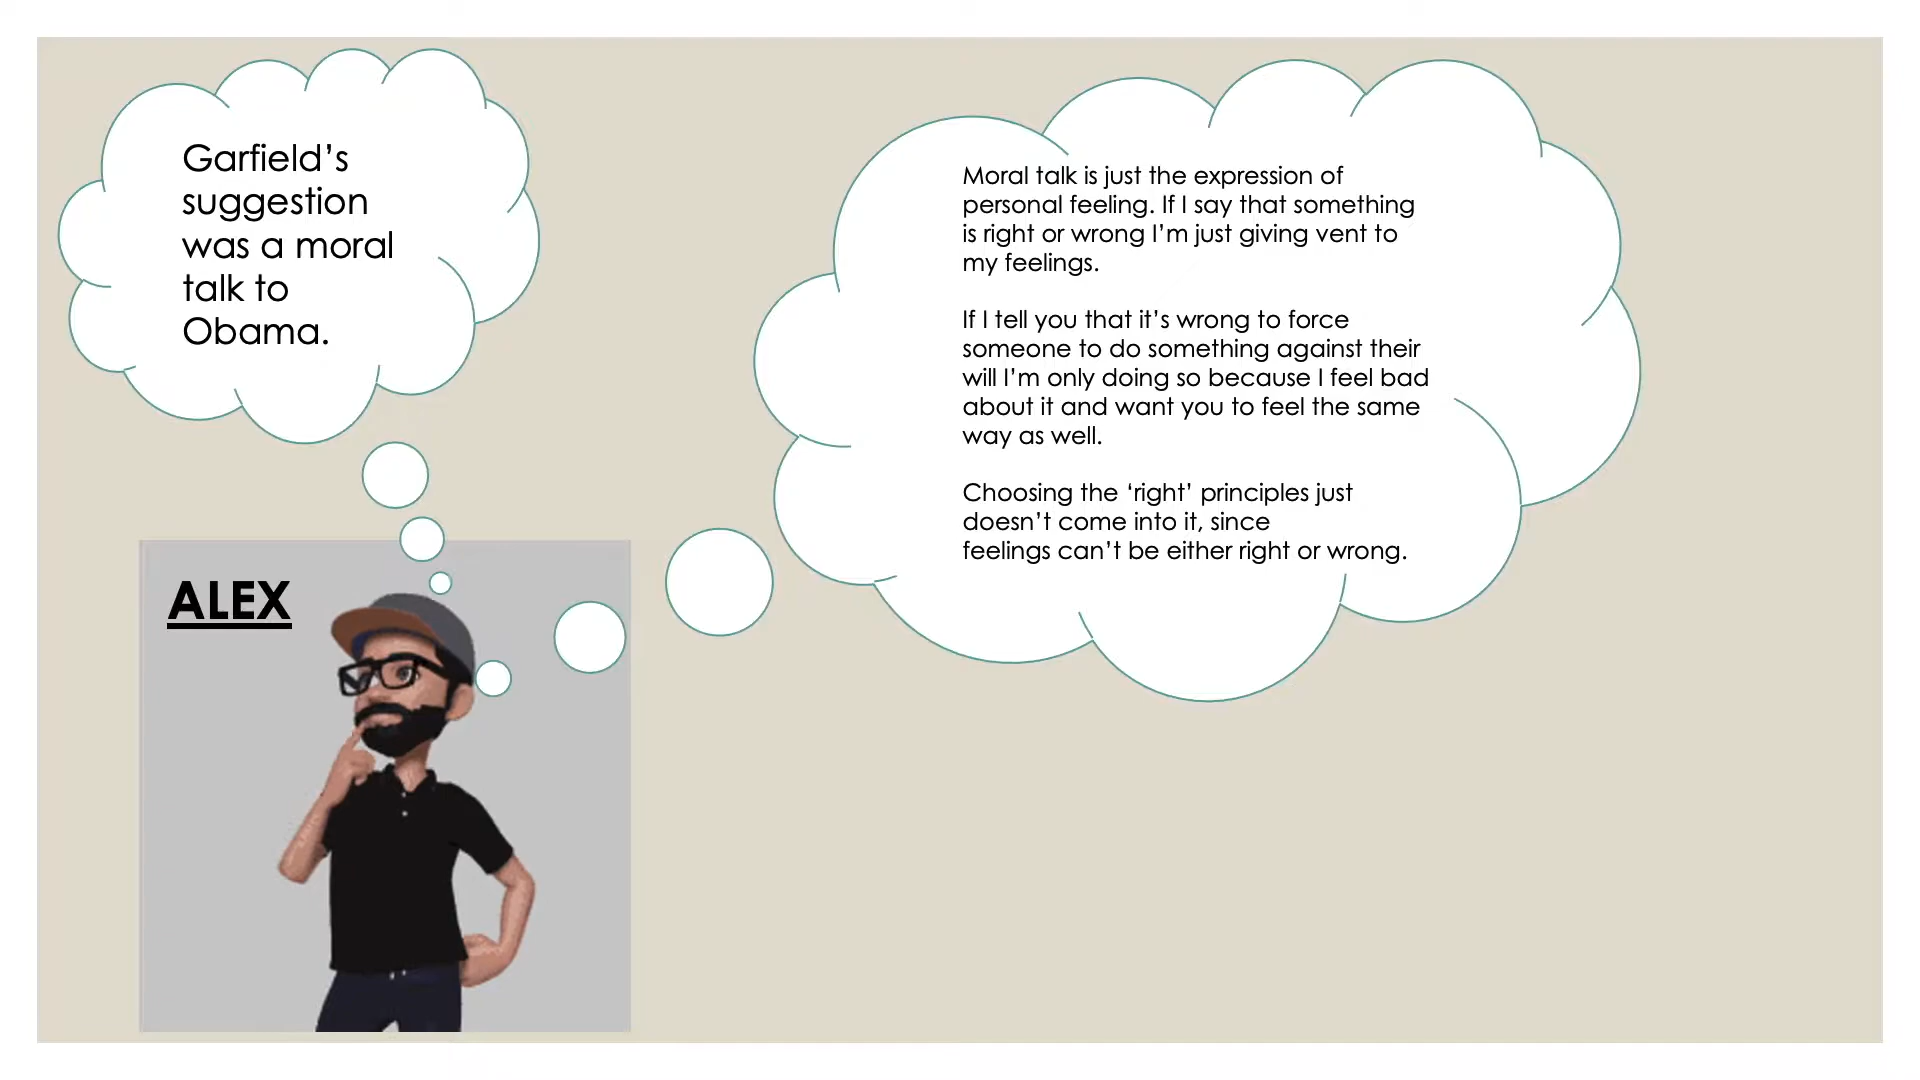 Garfield’s
suggestion
was a moral
talk to
Obama.
Moral talk is just the expression of
personal feeling. If I say that something
is right or wrong I’m just giving vent to
my feelings.
If I tell you that it’s wrong to force
someone to do something against their
will I’m only doing so because I feel bad
about it and want you to feel the same
way as well.
Choosing the ‘right’ principles just
doesn’t come into it, since
feelings can’t be either right or wrong.
ALEX